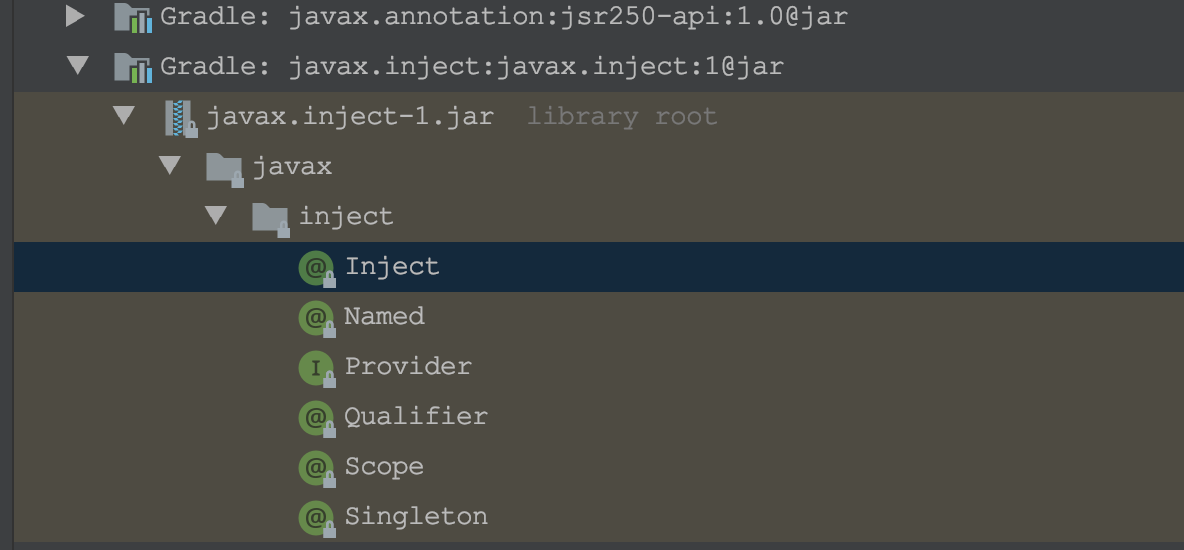 Gradle: javax.annotation:jsr250-api:1.0@jar
Gradle: javax.inject:javax.inject:1@jar
javax.inject-1.jar library root
javax
inject
@ Inject
@ Named
I Provider
@ Qualifier
@ Scope
@ Singleton